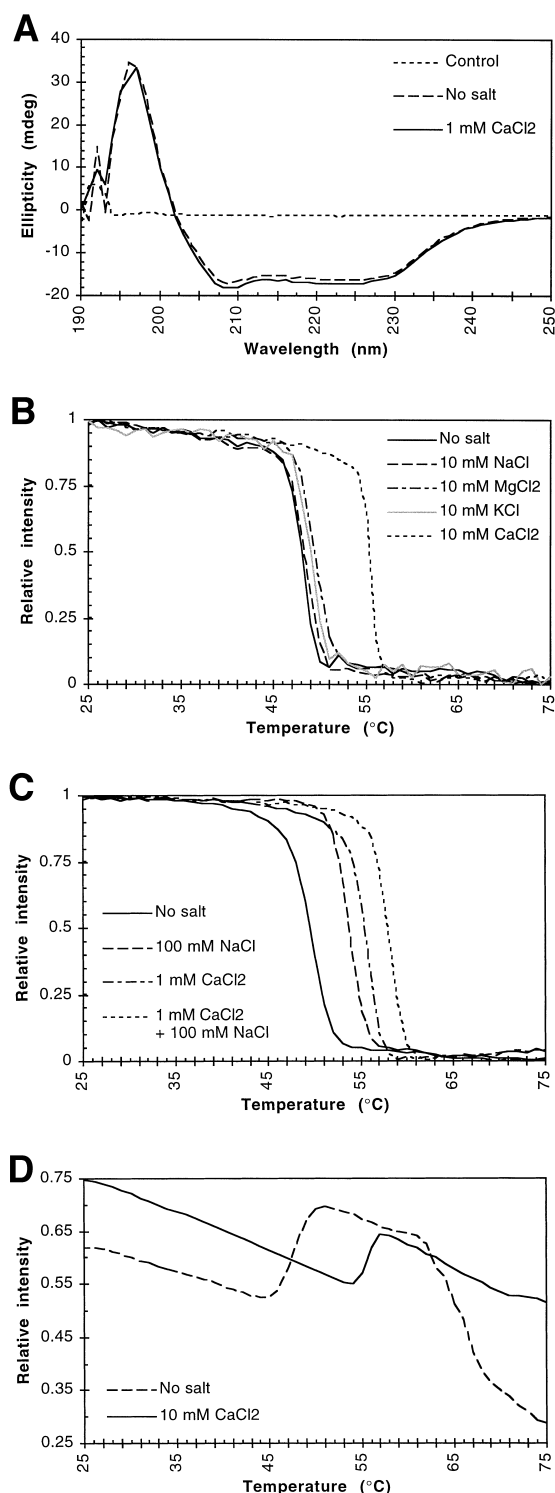 A
40
30
20
10
0
-10
-20
Ellipticity (mdeg)
Control
No salt
1 mM CaCl2
190
200
210
220
230
240
250
Wavelength (nm)
B
1
0.75
0.5
0.25
0
Relative intensity
No salt
10 mM NaCl
10 mM MgCl2
10 mM KCl
10 mM CaCl2
25
35
45
55
65
75
Temperature (°C)
C
1
0.75
0.5
0.25
0
Relative intensity
No salt
100 mM NaCl
1 mM CaCl2
1 mM CaCl2
+ 100 mM NaCl
25
35
45
55
65
75
Temperature (°C)
D
0.75
0.65
0.55
0.45
0.35
0.25
Relative intensity
No salt
10 mM CaCl2
25
35
45
55
65
75
Temperature (°C)